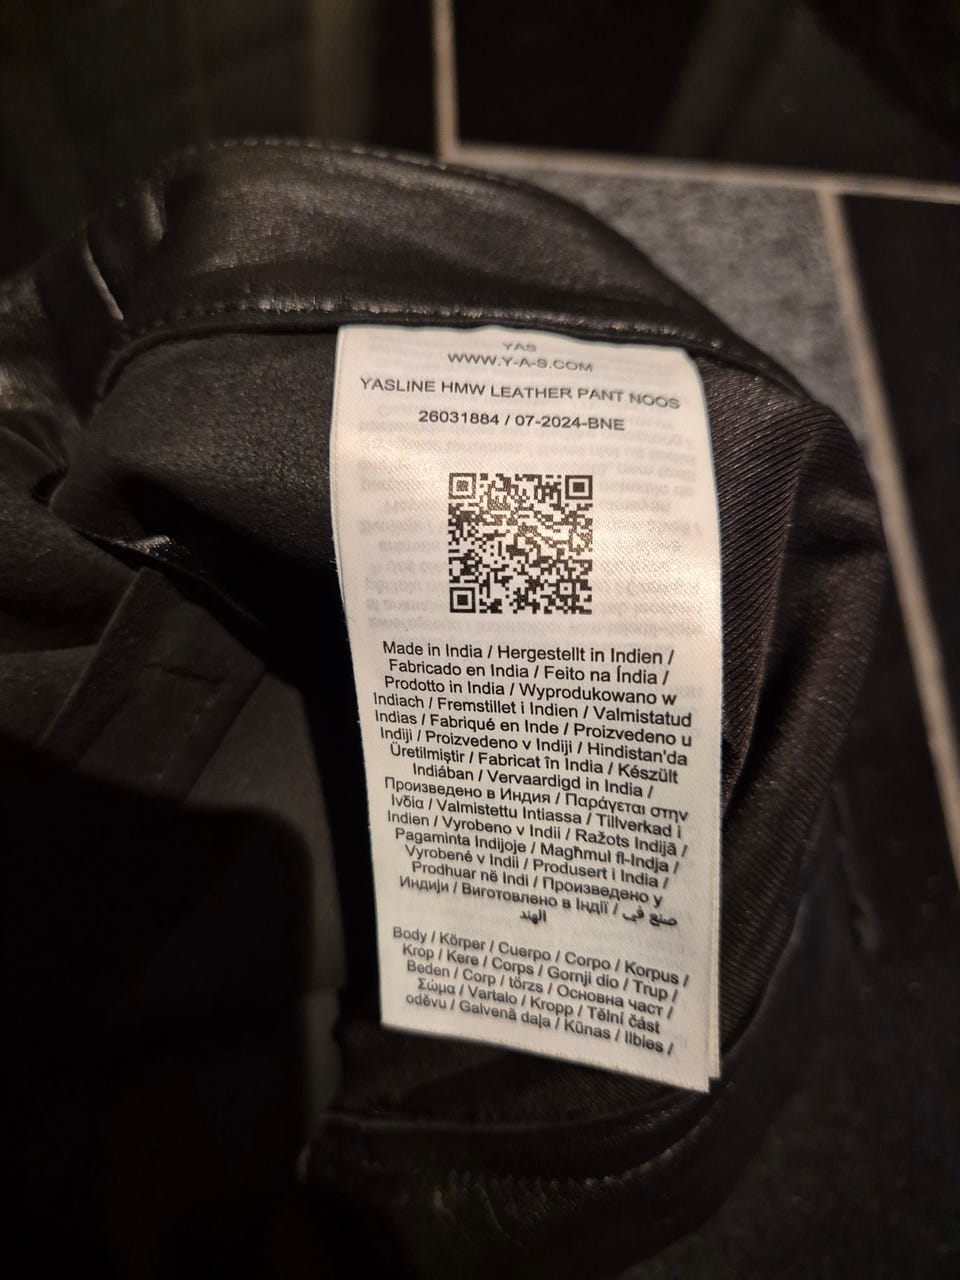 YAS
WWW.Y-A-S.COM
YASLINE HMW LEATHER PANT NOOS
26031884 / 07-2024-BNE
Made in India / Hergestellt in Indien /
Fabricado en India / Feito na Índia /
Prodotto in India / Wyprodukowano w
Indiach / Fremstillet i Indien / Valmistatud
Indias / Fabriqué en Inde / Proizvedeno u
Indiji / Proizvedeno v Indiji / Hindistan'da
Üretilmiştir / Fabricat în India / Készült
Indiában / Vervaardigd in India /
Произведено в Индия / Παράγεται στην
Ινδία / Valmistettu Intiassa / Tillverkad i
Indien / Vyrobeno v Indii / Ražots Indijā /
Pagaminta Indijoje / Magħmul fl-Indja /
Vyrobené v Indii / Produsert i India /
Prodhuar në Indi / Произведено у
Индији / Виготовлено в Індії / صنع في
الهند
Body / Körper / Cuerpo / Corpo / Korpus /
Krop / Kere / Corps / Gornji dio / Trup /
Beden / Corp / törzs / Основна част /
Σώμα / Vartalo / Kropp / Tělní část
oděvu / Galvenā daļa / Kūnas / Ilbies /